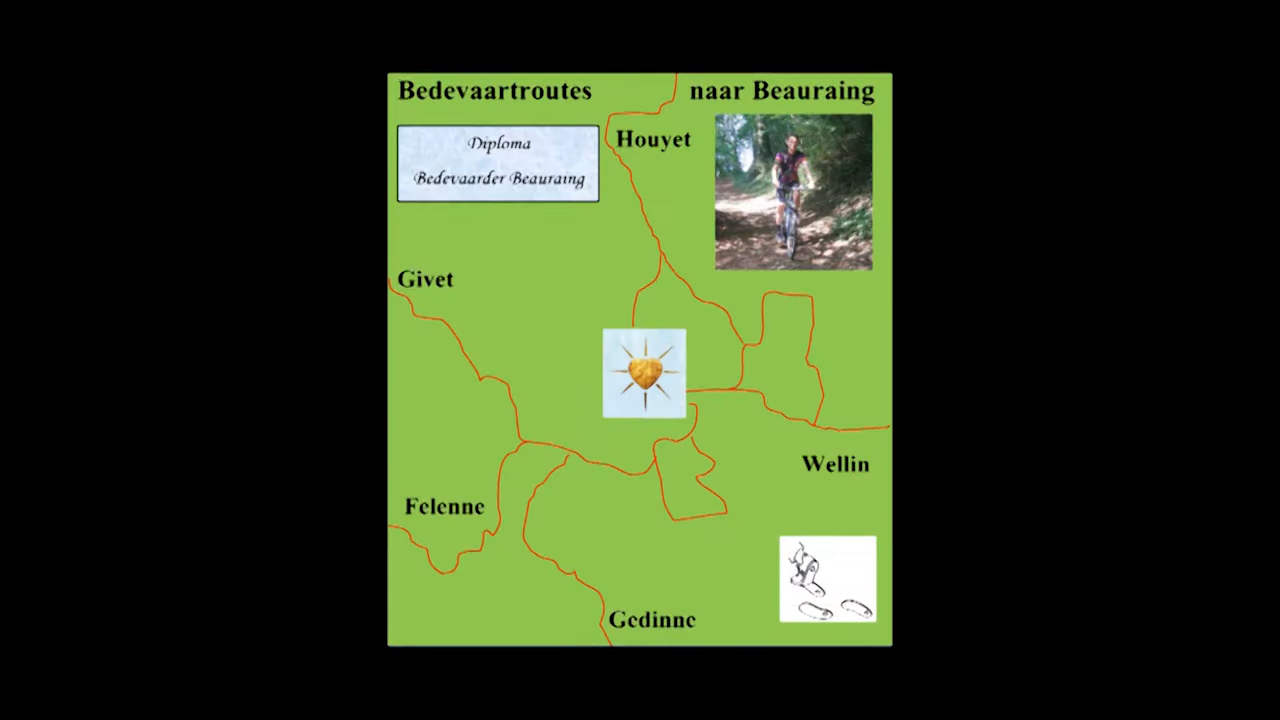 Bedevaartroutes naar Beauraing
Diploma
Bedevaarder Beauraing
Houyet
Givet
Wellin
Felenne
Gedinne